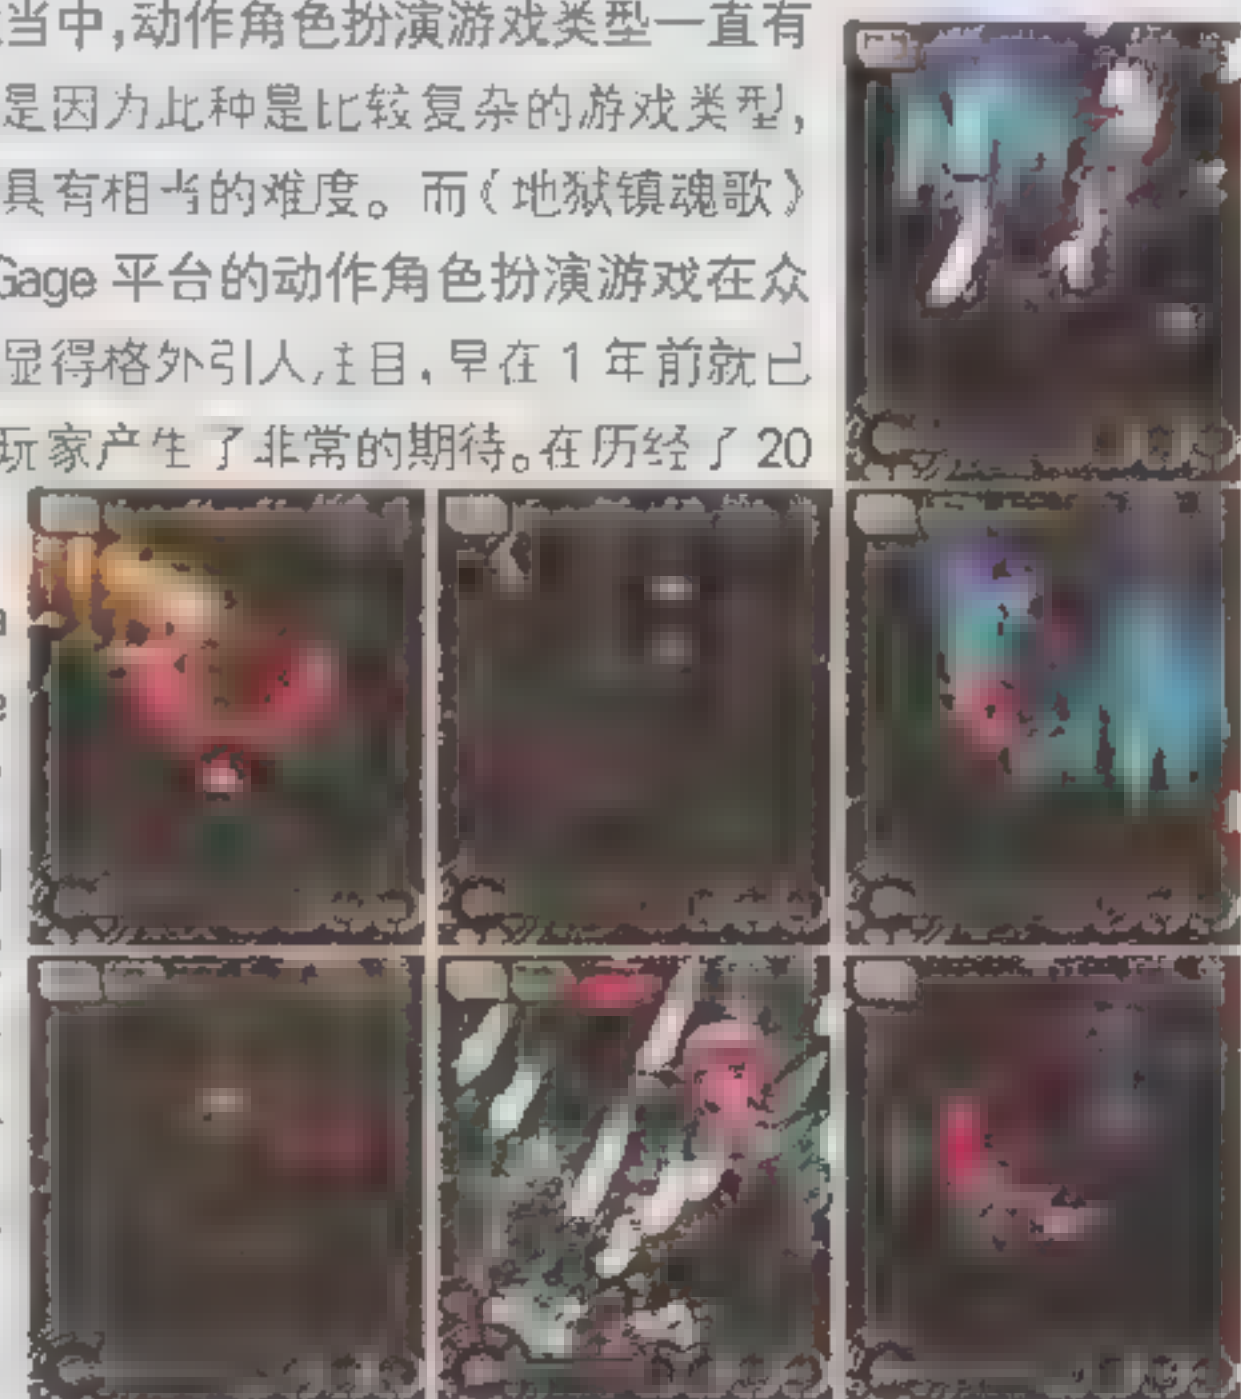 当中,动作角色扮演游戏类型一直有
是因为此种是比较复杂的游戏类型,
具有相当的难度。而《地狱镇魂歌》
Gage 平台的动作角色扮演游戏在众
显得格外引人注目,早在 1 年前就已
玩家产生了非常的期待。在历经了 20